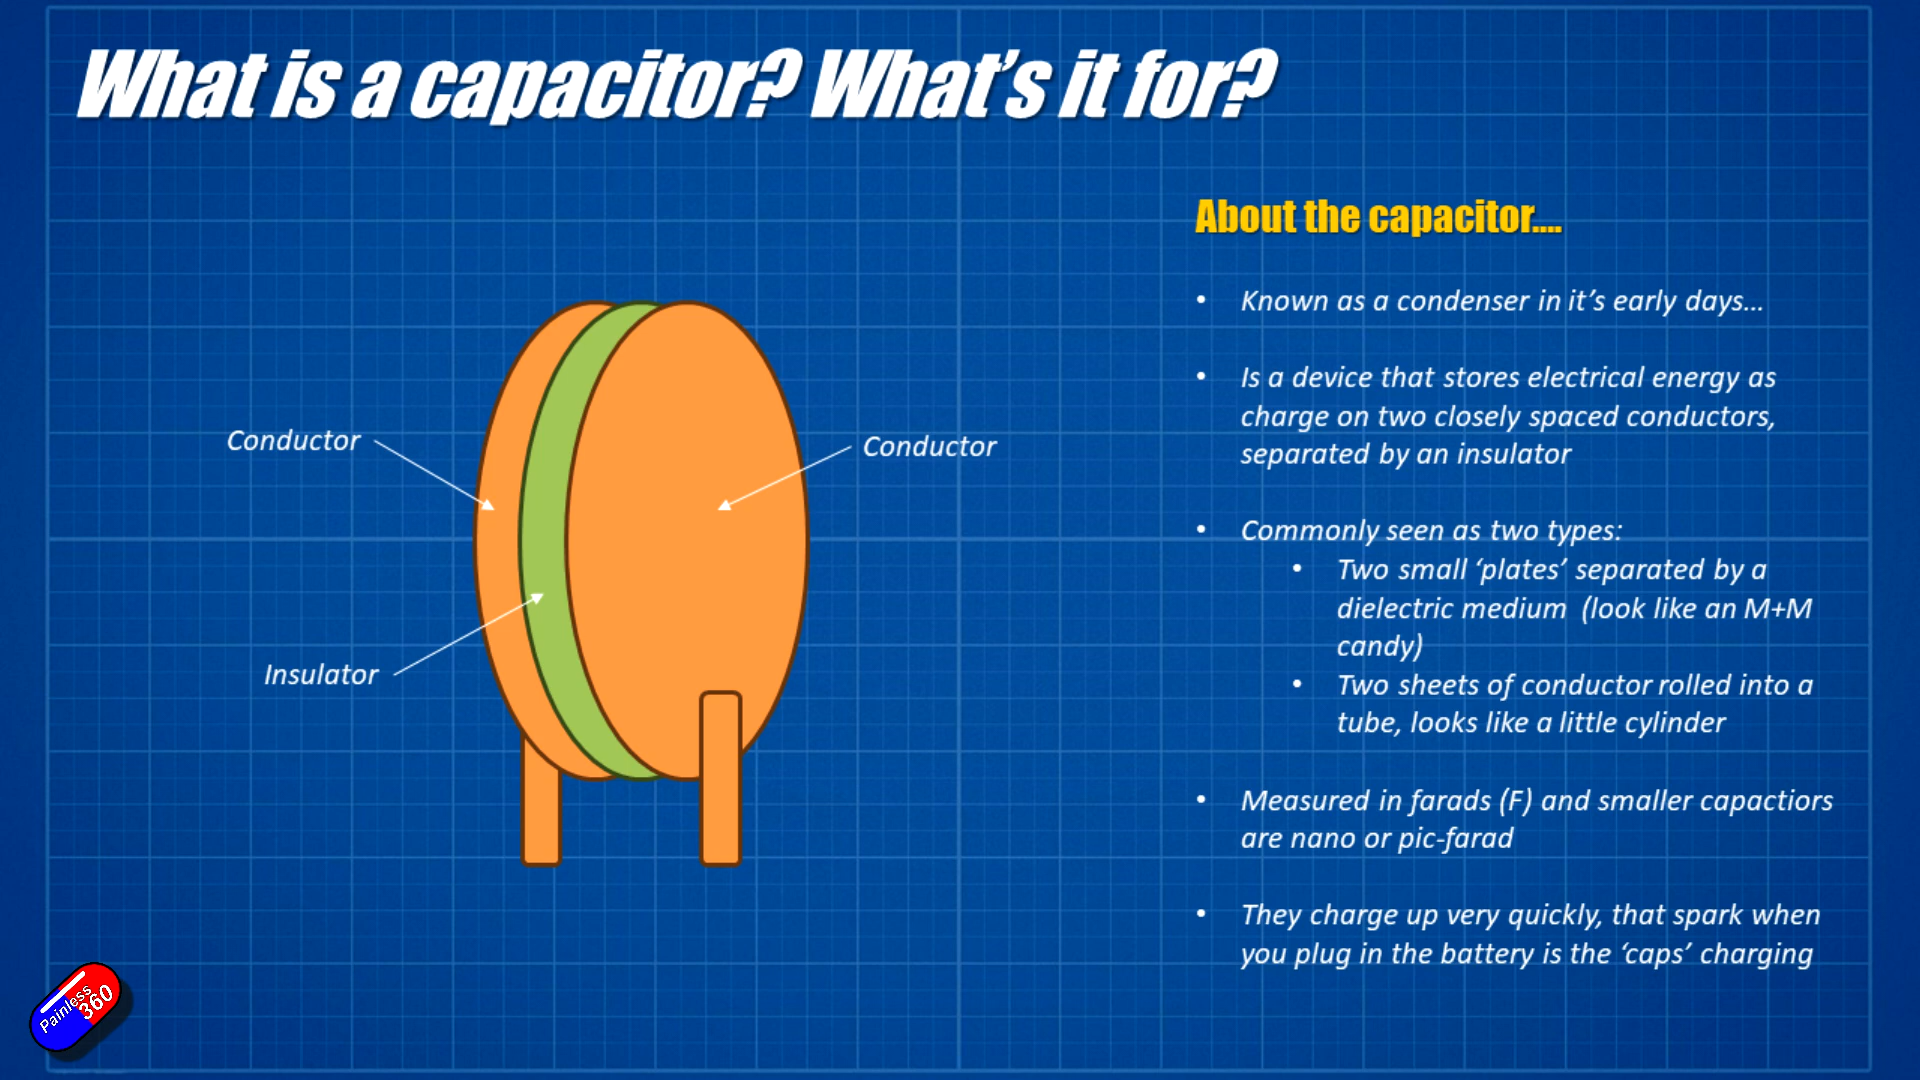 What is a capacitor? What's it for?
About the capacitor....
• Known as a condenser in it's early days...
• Is a device that stores electrical energy as
charge on two closely spaced conductors,
separated by an insulator
• Commonly seen as two types:
• Two small ‘plates’ separated by a
dielectric medium (look like an M+M
candy)
• Two sheets of conductor rolled into a
tube, looks like a little cylinder
• Measured in farads (F) and smaller capactiors
are nano or pic-farad
• They charge up very quickly, that spark when
you plug in the battery is the ‘caps’ charging
Conductor
Conductor
Insulator
Painless
360